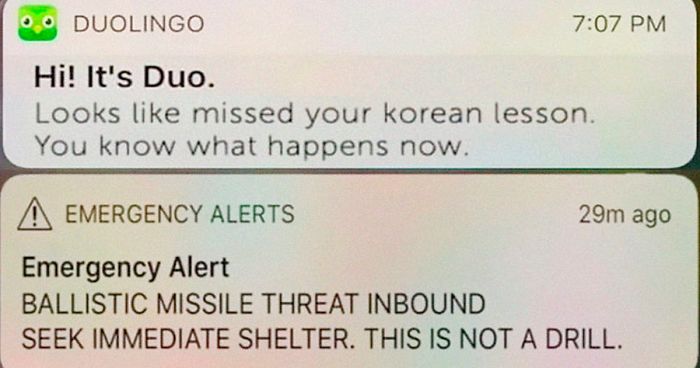 DUOLINGO 7:07 PM
Hi! It's Duo.
Looks like missed your korean lesson.
You know what happens now.
EMERGENCY ALERTS 29m ago
Emergency Alert
BALLISTIC MISSILE THREAT INBOUND
SEEK IMMEDIATE SHELTER. THIS IS NOT A DRILL.